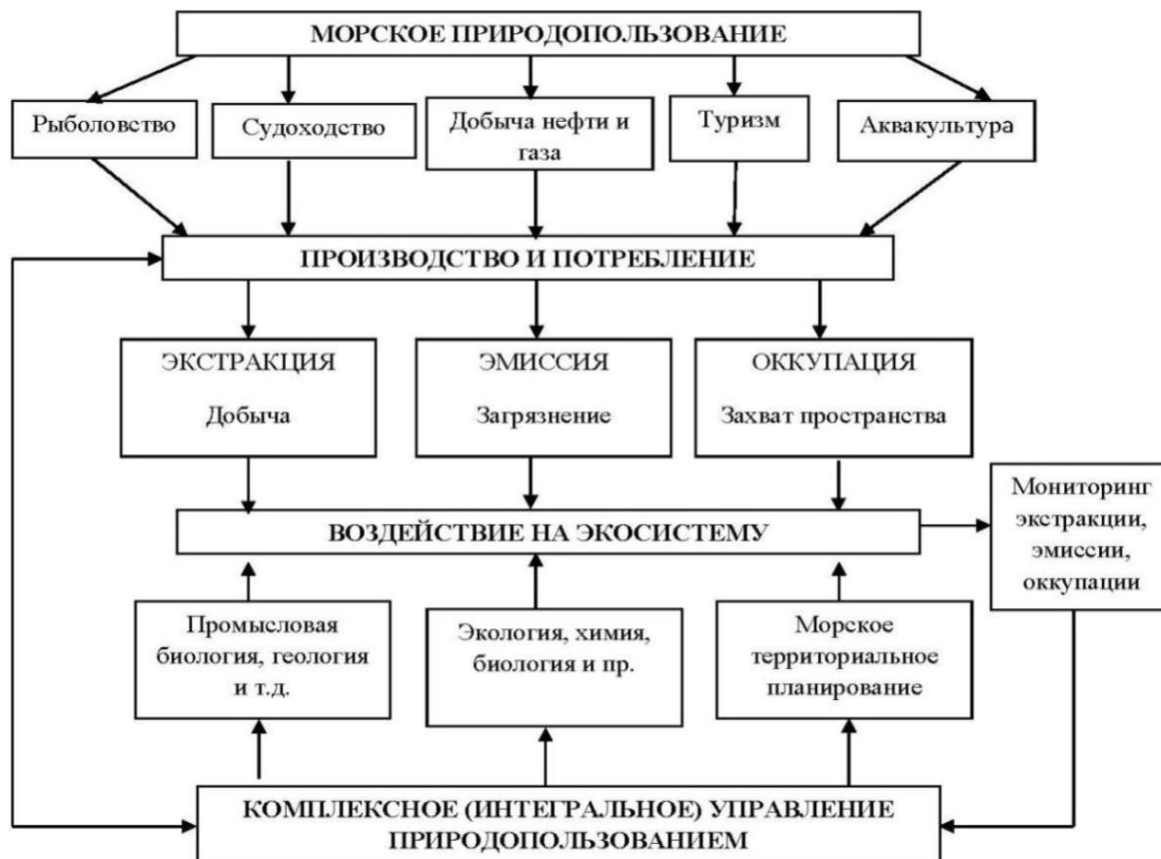 МОРСКОЕ ПРИРОДОПОЛЬЗОВАНИЕ
Рыболовство
Судоходство
Добыча нефти и
газа
Туризм
Аквакультура
ПРОИЗВОДСТВО И ПОТРЕБЛЕНИЕ
ЭКСТРАКЦИЯ
Добыча
ЭМИССИЯ
Загрязнение
ОККУПАЦИЯ
Захват пространства
ВОЗДЕЙСТВИЕ НА ЭКОСИСТЕМУ
Мониторинг
экстракции,
эмиссии,
оккупации
Промысловая
биология, геология
и т.д.
Экология, химия,
биология и пр.
Морское
территориальное
планирование
КОМПЛЕКСНОЕ (ИНТЕГРАЛЬНОЕ) УПРАВЛЕНИЕ
ПРИРОДОПОЛЬЗОВАНИЕМ